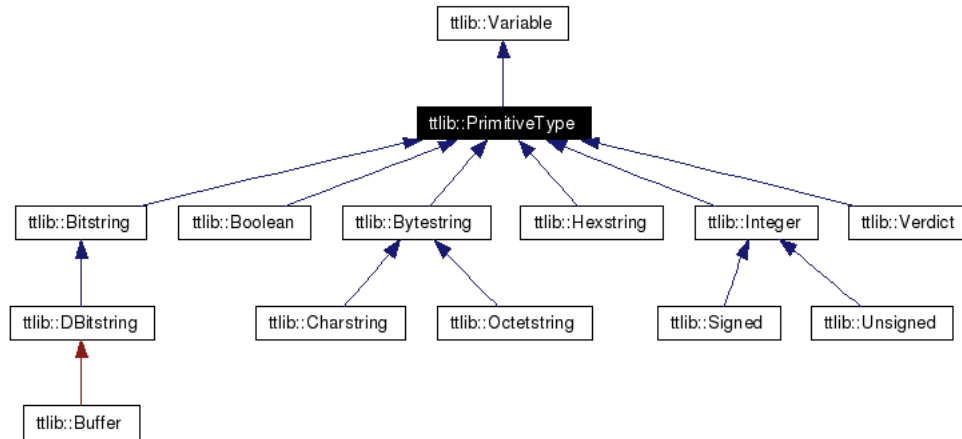 ttlib::Variable
ttlib::PrimitiveType
ttlib::Bitstring
ttlib::Boolean
ttlib::Bytestring
ttlib::Hexstring
ttlib::Integer
ttlib::Verdict
ttlib::DBitstring
ttlib::Charstring
ttlib::Octetstring
ttlib::Signed
ttlib::Unsigned
ttlib::Buffer